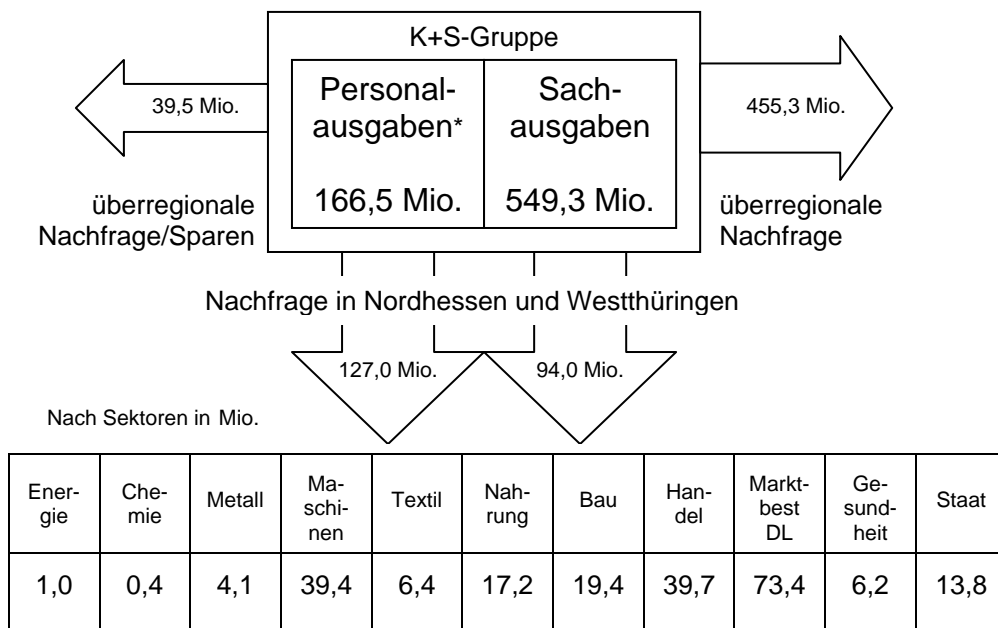 K+S-Gruppe
Personal-
ausgaben*
166,5 Mio.
Sach-
ausgaben
549,3 Mio.
39,5 Mio.
455,3 Mio.
überregionale
Nachfrage/Sparen
überregionale
Nachfrage
Nachfrage in Nordhessen und Westthüringen
127,0 Mio.
94,0 Mio.
Nach Sektoren in Mio.
Ener-
gie
Che-
mie
Metall
Ma-
schi-
nen
Textil
Nah-
rung
Bau
Han-
del
Markt-
best
DL
Ge-
sund-
heit
Staat
1,0 0,4 4,1 39,4 6,4 17,2 19,4 39,7 73,4 6,2 13,8